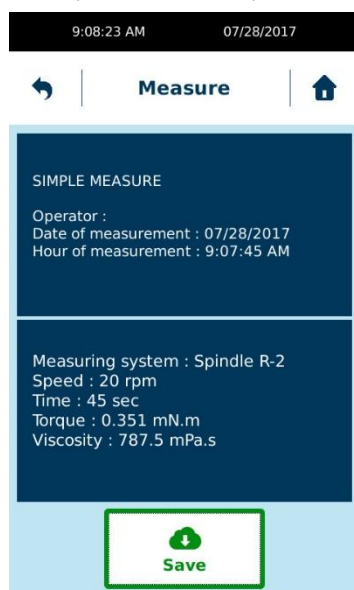 9:08:23 AM 07/28/2017
Measure
SIMPLE MEASURE
Operator :
Date of measurement : 07/28/2017
Hour of measurement : 9:07:45 AM
Measuring system : Spindle R-2
Speed : 20 rpm
Time : 45 sec
Torque : 0.351 mN.m
Viscosity : 787.5 mPa.s
Save